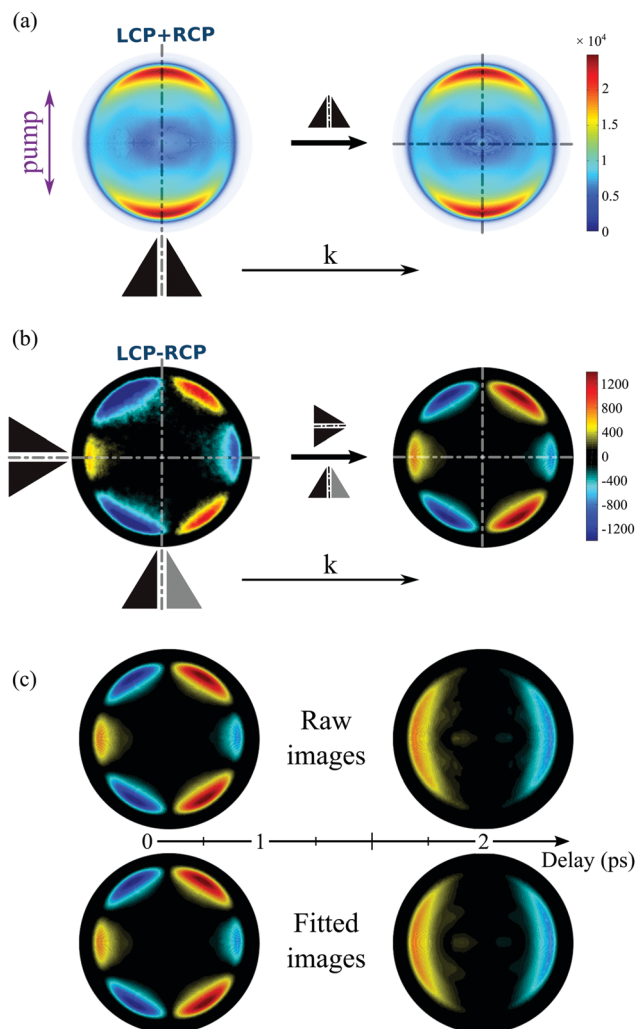 (a)
LCP+RCP
pump
× 10⁴
2
1.5
1
0.5
0
k
(b)
LCP-RCP
1200
800
400
0
-400
-800
-1200
k
(c)
Raw
images
0
1
2
Delay (ps)
Fitted
images